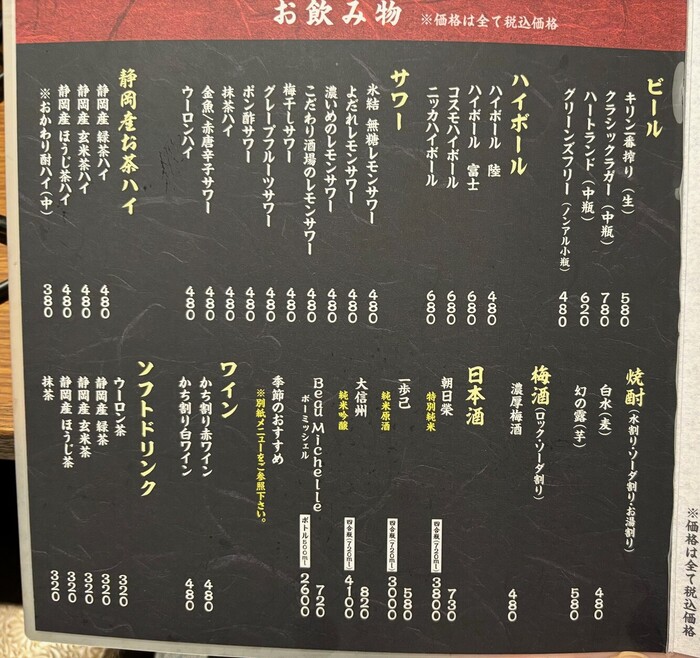 お飲み物 ※価格は全て税込価格
ビール
キリン一番搾り(生) 580
クラシックラガー(中瓶) 780
ハートランド(中瓶) 620
グリーンズフリー(ノンアル小瓶) 480
ハイボール
ハイボール 陸 480
ハイボール 富士 680
コスモハイボール 680
ニッカハイボール 680
サワー
氷結 無糖レモンサワー 480
よだれレモンサワー 480
濃いめのレモンサワー 480
こだわり酒場のレモンサワー 480
梅干しサワー 480
グレープフルーツサワー 480
ポン酢サワー 480
抹茶ハイ 480
金魚/赤唐辛子サワー 480
ウーロンハイ 480
静岡産お茶ハイ
静岡産 緑茶ハイ 480
静岡産 玄米茶ハイ 480
静岡産 ほうじ茶ハイ 480
※おかわり酎ハイ(中) 380
焼酎(水割り・ソーダ割り・お湯割り)
白水(麦) 480
幻の露(芋) 580
梅酒(ロック・ソーダ割り)
濃厚梅酒 480
日本酒
朝日栄 730
特別純米 四合瓶(720ml) 3800
一歩己 580
純米原酒 四合瓶(720ml) 3000
大信州 820
純米吟醸 四合瓶(720ml) 4100
Beau Michelle 720
ボーミッシェル ボトル500ml 2600
季節のおすすめ
※別紙メニューをご参照下さい。
ワイン
かち割り赤ワイン 480
かち割り白ワイン 480
ソフトドリンク
ウーロン茶 320
静岡産 緑茶 320
静岡産 玄米茶 320
静岡産 ほうじ茶 320
抹茶 320
※価格は全て税込価格